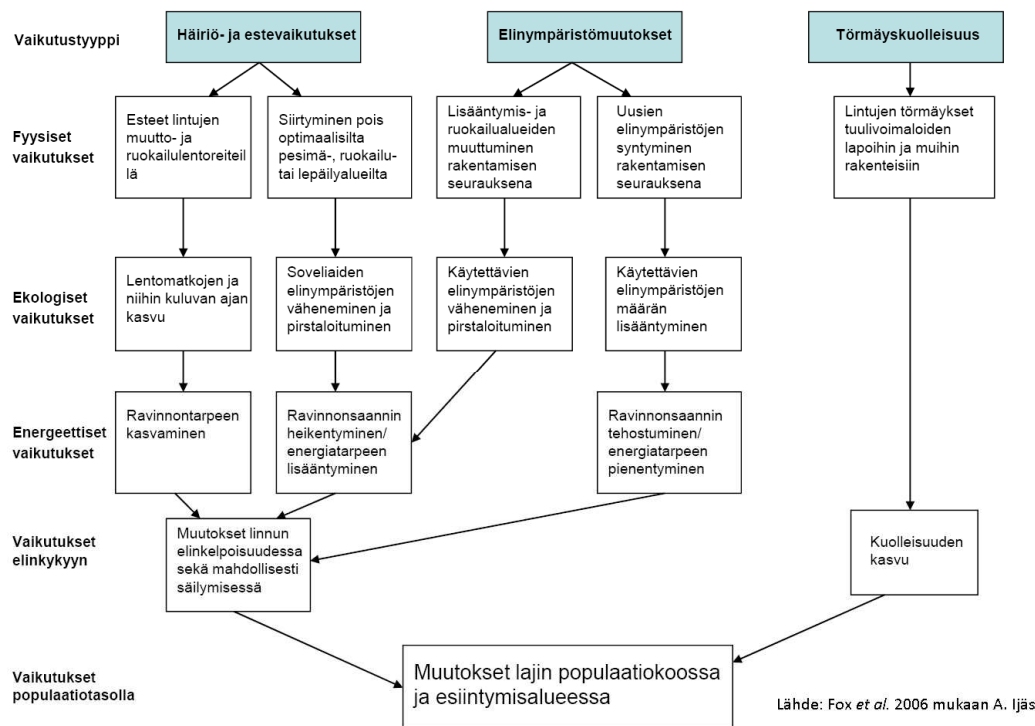 Vaikutustyyppi
Häiriö- ja estevaikutukset
Elinympäristömuutokset
Törmäyskuolleisuus
Fyysiset
vaikutukset
Esteet lintujen
muutto- ja
ruokailulentoreiteil
lä
Siirtyminen pois
optimaalisilta
pesimä-, ruokailu-
tai lepäilyalueilta
Lisääntymis- ja
ruokailualueiden
muuttuminen
rakentamisen
seurauksena
Uusien
elinympäristöjen
syntyminen
rakentamisen
seurauksena
Lintujen törmäykset
tuulivoimaloiden
lapoihin ja muihin
rakenteisiin
Ekologiset
vaikutukset
Lentomatkojen ja
niihin kuluvan ajan
kasvu
Soveliaiden
elinympäristöjen
väheneminen ja
pirstaloituminen
Käytettävien
elinympäristöjen
väheneminen ja
pirstaloituminen
Käytettävien
elinympäristöjen
määrän
lisääntyminen
Energeettiset
vaikutukset
Ravinnontarpeen
kasvaminen
Ravinnonsaannin
heikentyminen/
energiatarpeen
lisääntyminen
Ravinnonsaannin
tehostuminen/
energiatarpeen
pienentyminen
Vaikutukset
elinkykyyn
Muutokset linnun
elinkelpoisuudessa
sekä mahdollisesti
säilymisessä
Kuolleisuuden
kasvu
Vaikutukset
populaatiotasolla
Muutokset lajin populaatiokoossa
ja esiintymisalueessa
Lähde: Fox et al. 2006 mukaan A. Ijäs